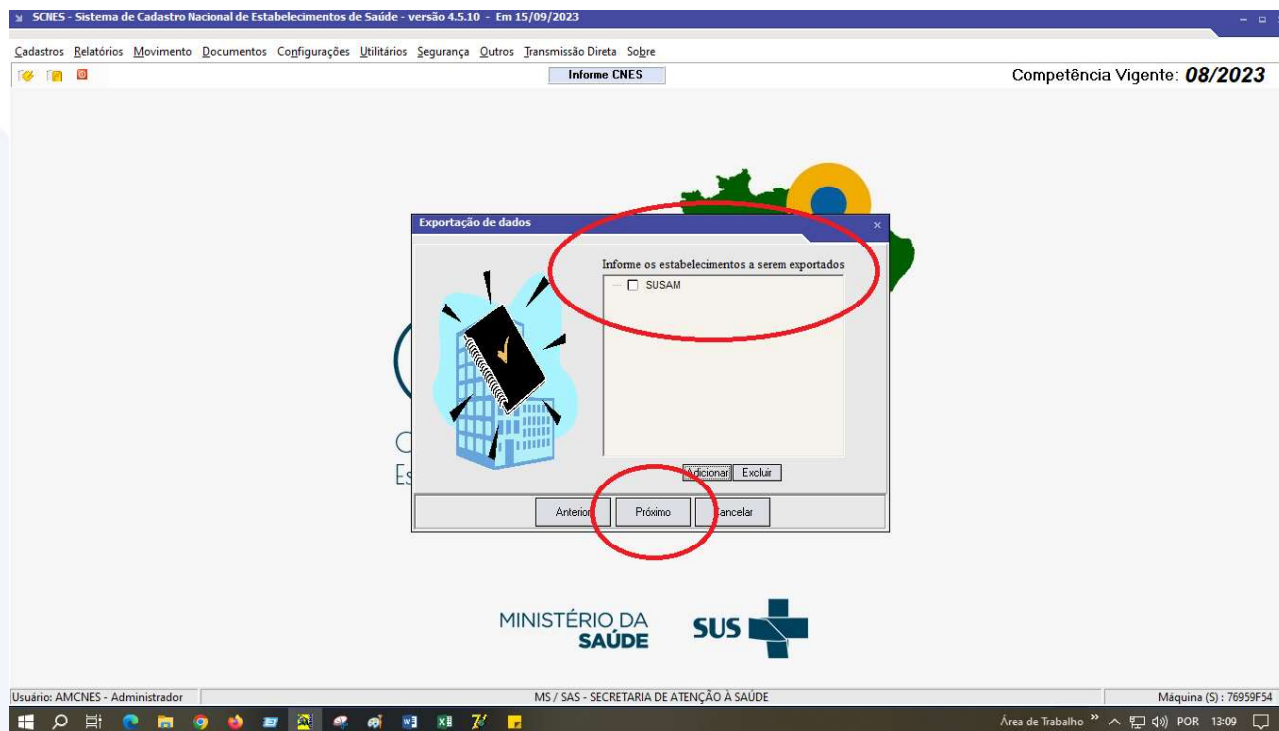 SCNES - Sistema de Cadastro Nacional de Estabelecimentos de Saúde - versão 4.5.10 - Em 15/09/2023
Cadastros Relatórios Movimento Documentos Configurações Utilitários Segurança Outros Transmissão Direta Sobre
Informe CNES Competência Vigente: 08/2023
Exportação de dados
Informe os estabelecimentos a serem exportados
SUSAM
Adicionar Excluir
Anterior Próximo Cancelar
MINISTÉRIO DA
SAÚDE
SUS
Usuário: AMCNES - Administrador MS / SAS - SECRETARIA DE ATENÇÃO À SAÚDE Máquina (S) : 76959F54
Área de Trabalho POR 13:09